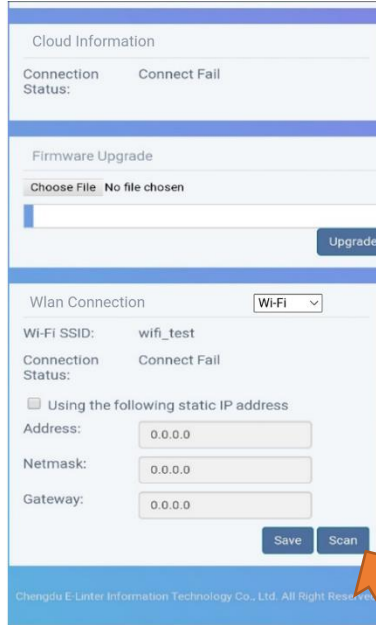 Cloud Information
Connection Connect Fail
Status:
Firmware Upgrade
Choose File No file chosen
Upgrade
Wlan Connection Wi-Fi
Wi-Fi SSID: wifi_test
Connection Connect Fail
Status:
Using the following static IP address
Address: 0.0.0.0
Netmask: 0.0.0.0
Gateway: 0.0.0.0
Save Scan
Chengdu E-Linter Information Technology Co., Ltd. All Right Reserved